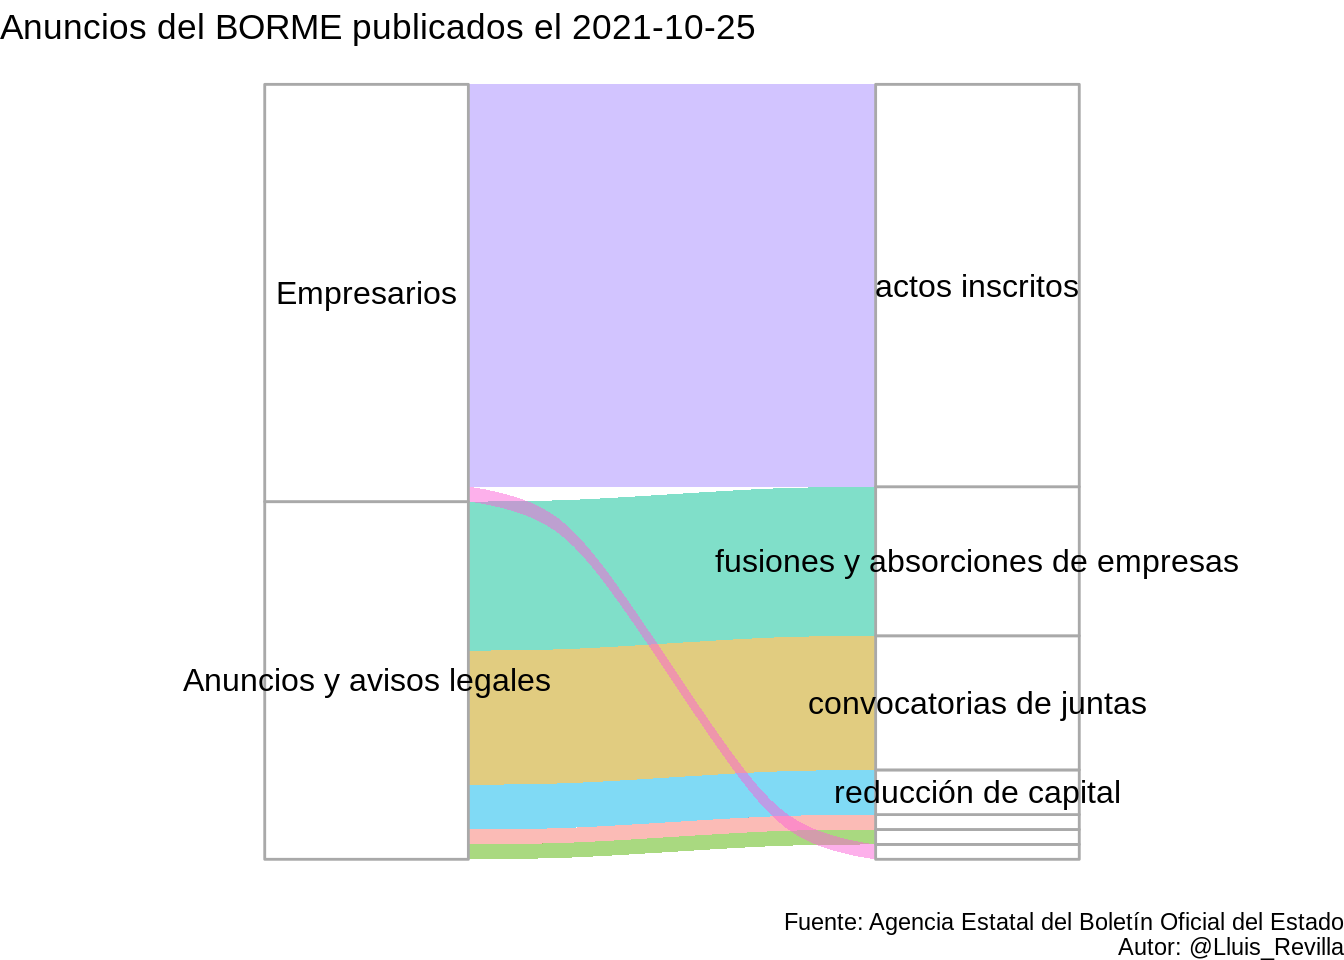 Anuncios del BORME publicados el 2021-10-25
Empresarios
actos inscritos
fusiones y absorciones de empresas
Anuncios y avisos legales
convocatorias de juntas
reducción de capital
Fuente: Agencia Estatal del Boletín Oficial del Estado
Autor: @Lluis_Revilla